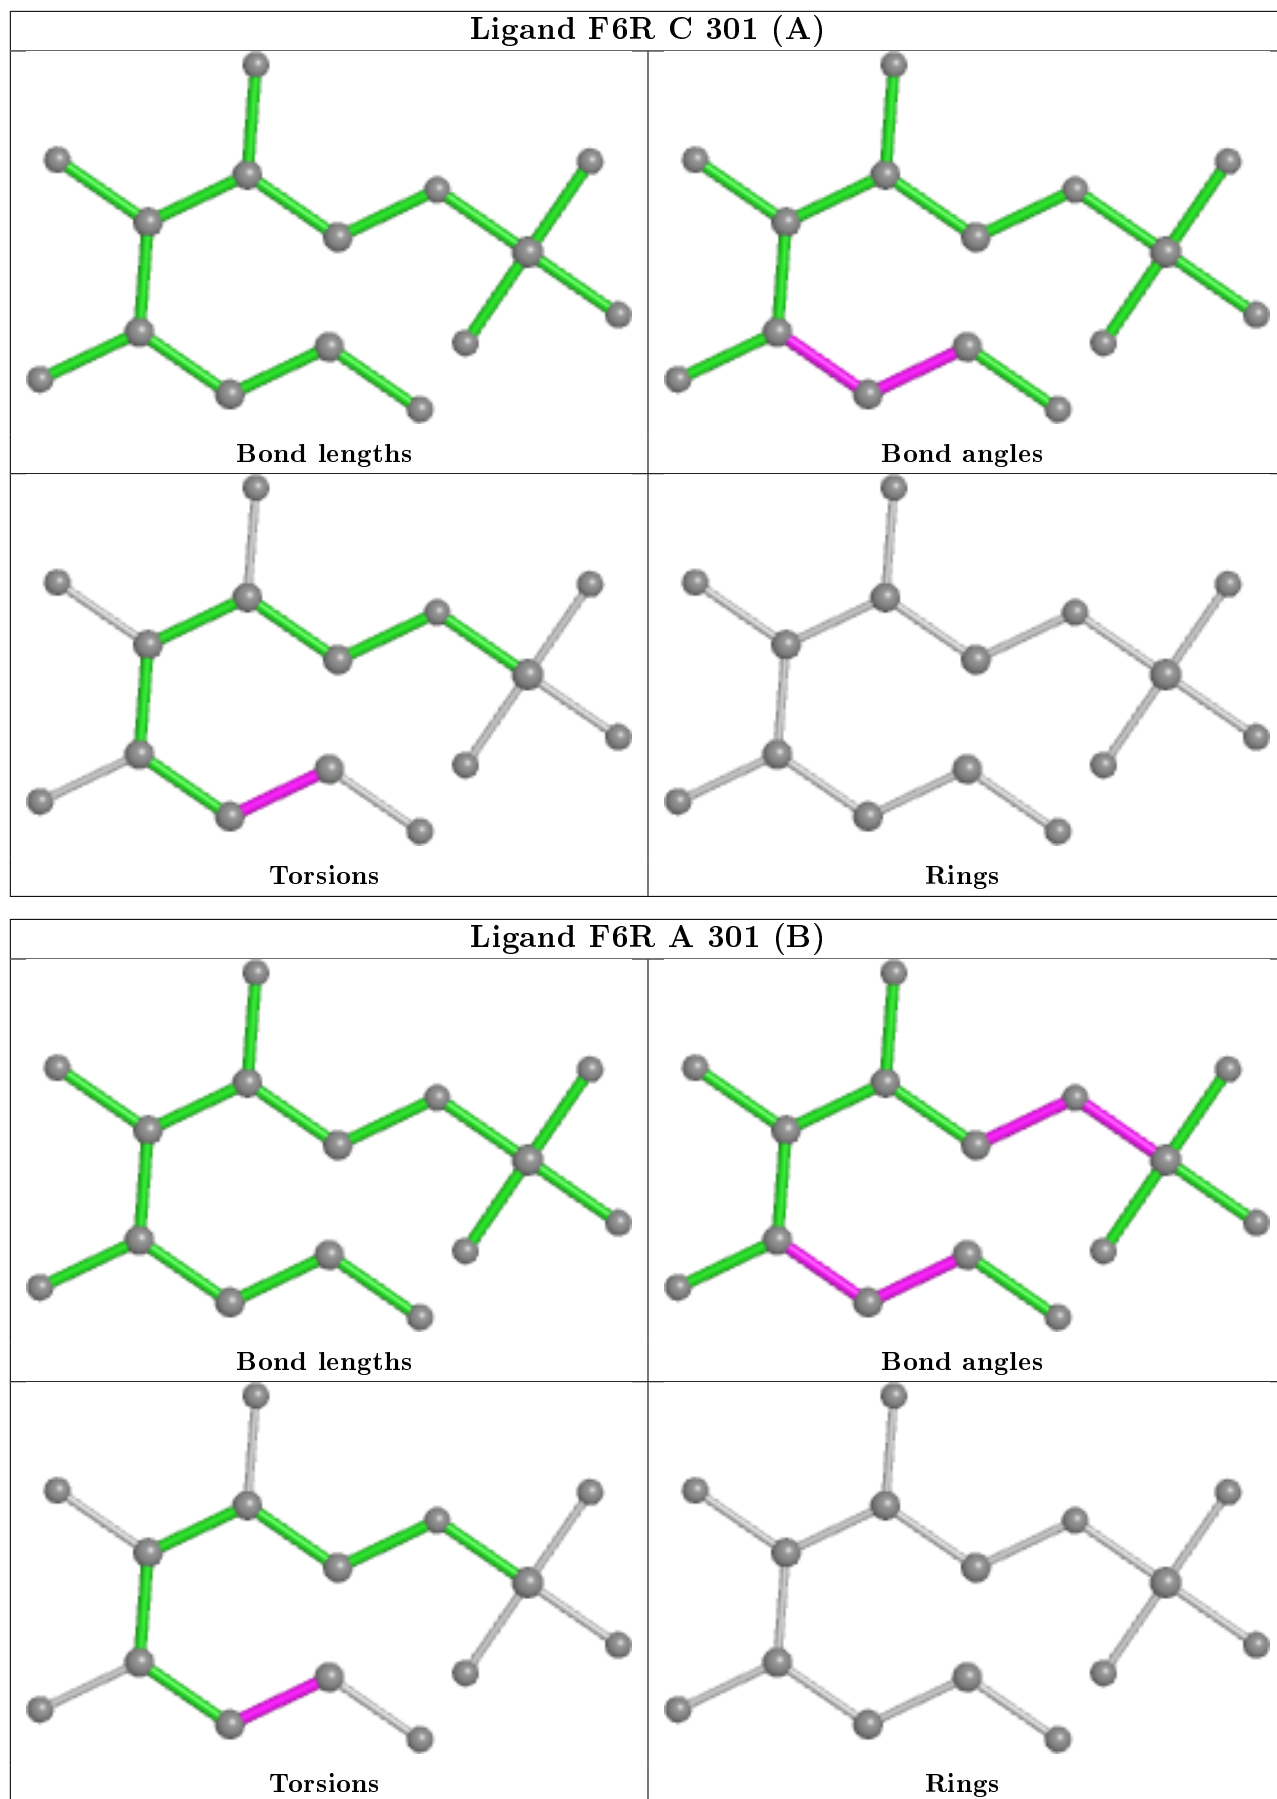 Ligand F6R C 301 (A)
Bond lengths
Bond angles
Torsions
Rings
Ligand F6R A 301 (B)
Bond lengths
Bond angles
Torsions
Rings